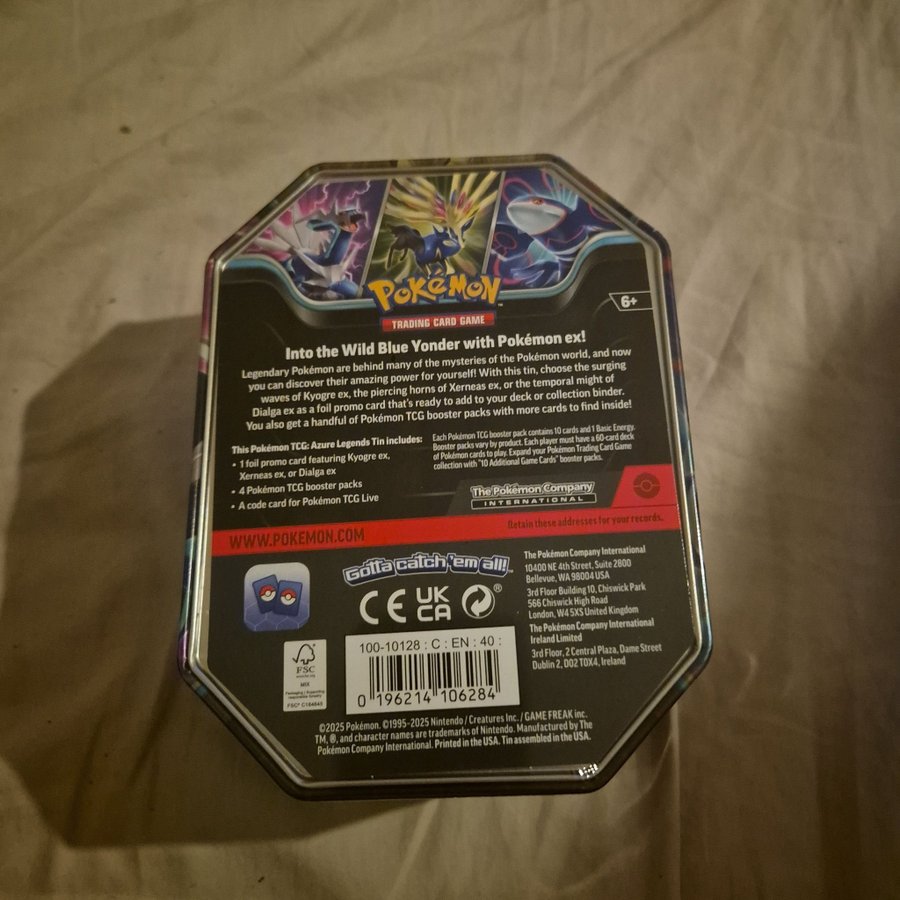 POKéMON
TRADING CARD GAME
6+
Into the Wild Blue Yonder with Pokémon ex!
Legendary Pokémon are behind many of the mysteries of the Pokémon world, and now
you can discover their amazing power for yourself! With this tin, choose the surging
waves of Kyogre ex, the piercing horns of Xerneas ex, or the temporal might of
Dialga ex as a foil promo card that's ready to add to your deck or collection binder.
You also get a handful of Pokémon TCG booster packs with more cards to find inside!
This Pokémon TCG: Azure Legends Tin includes:
• 1 foil promo card featuring Kyogre ex,
Xerneas ex, or Dialga ex
• 4 Pokémon TCG booster packs
• A code card for Pokémon TCG Live
Each Pokémon TCG booster pack contains 10 cards and 1 Basic Energy.
Booster packs vary by product. Each player must have a 60-card deck
of Pokémon cards to play. Expand your Pokémon Trading Card Game
collection with "10 Additional Game Cards" booster packs.
The Pokémon Company
INTERNATIONAL
WWW.POKEMON.COM
Retain these addresses for your records.
Gotta catch 'em all!™
CE UK
CA ®
The Pokémon Company International
10400 NE 4th Street, Suite 2800
Bellevue, WA 98004 USA
3rd Floor Building 10, Chiswick Park
566 Chiswick High Road
London, W4 5XS United Kingdom
The Pokémon Company International
Ireland Limited
3rd Floor, 2 Central Plaza, Dame Street
Dublin 2, D02 T0X4, Ireland
FSC
www.fsc.org
MIX
Packaging | Supporting
responsible forestry
FSC® C184845
100-10128 : C : EN : 40 :
0 196214 106284
©2025 Pokémon. ©1995-2025 Nintendo / Creatures Inc. / GAME FREAK inc.
TM, ®, and character names are trademarks of Nintendo. Manufactured by The
Pokémon Company International. Printed in the USA. Tin assembled in the USA.